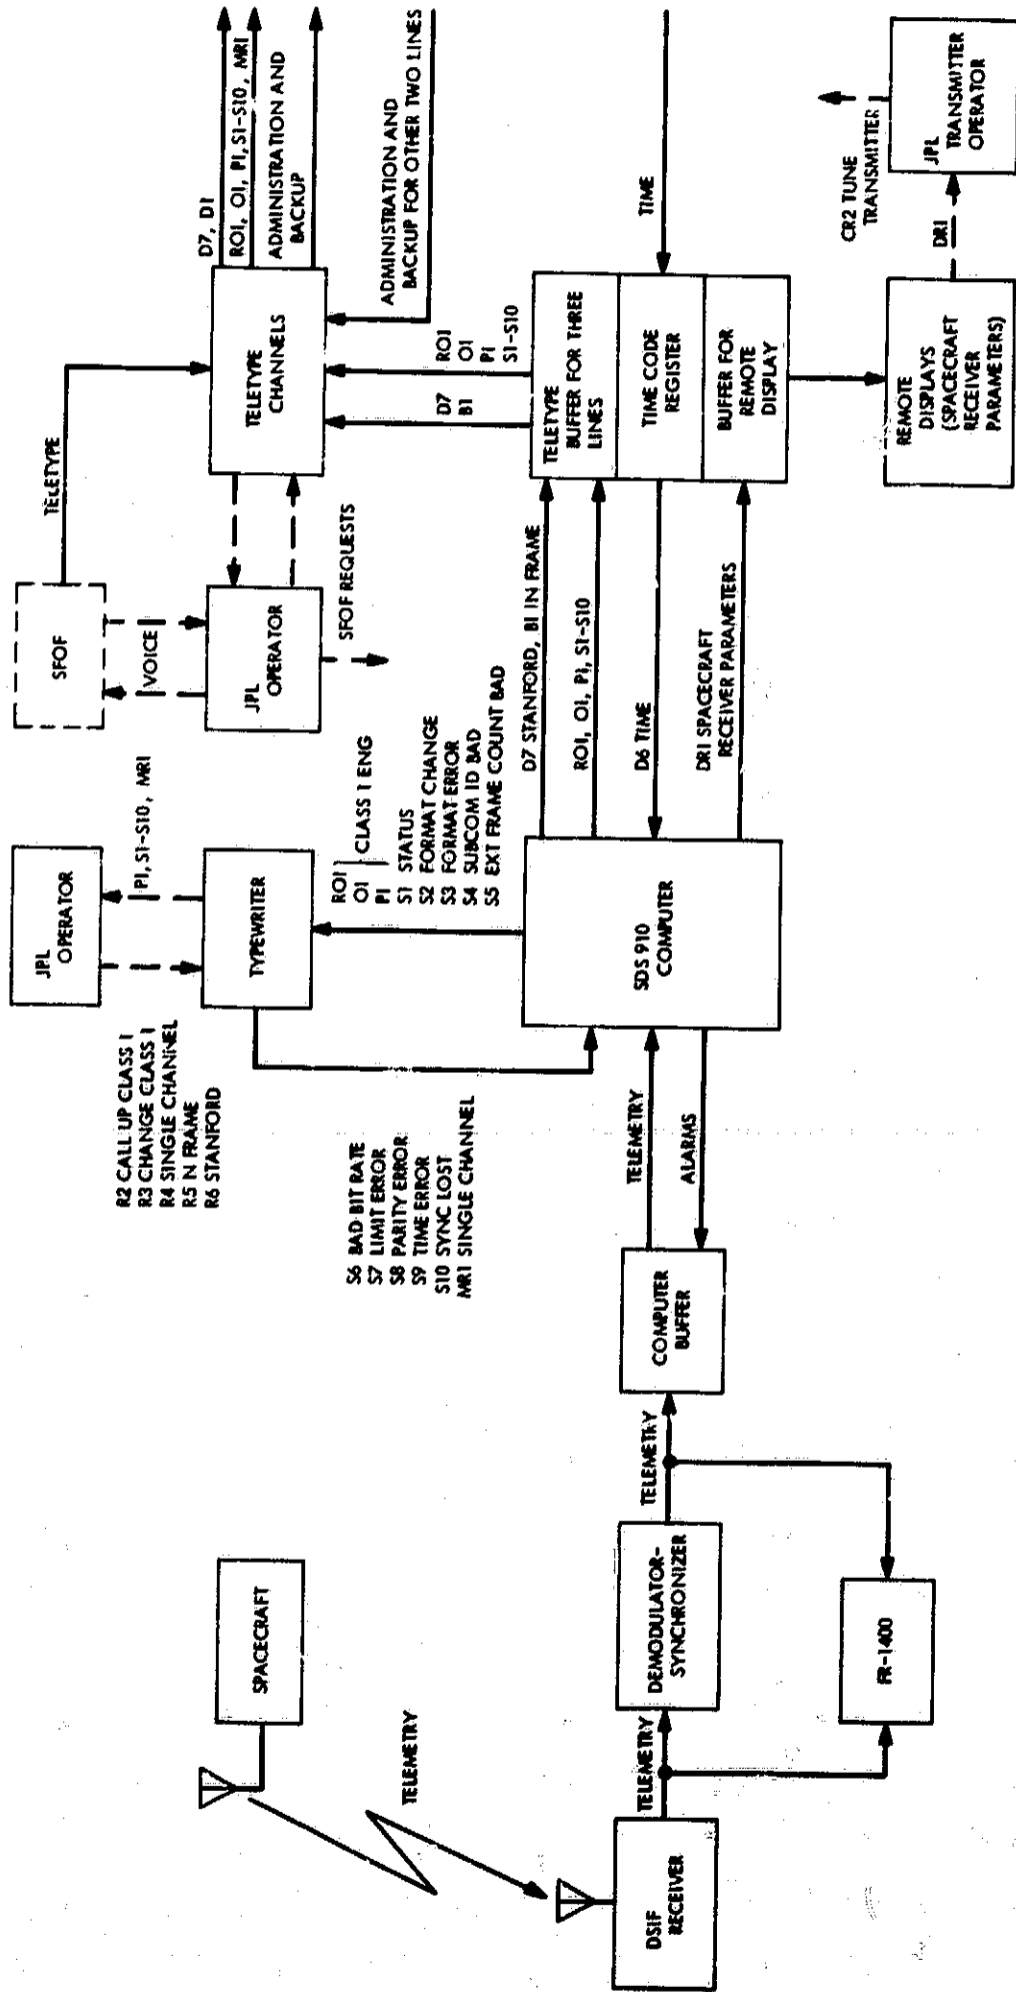 SPACECRAFT
TELEMETRY
DSIF
RECEIVER
TELEMETRY
DEMODULATOR-
SYNCHRONIZER
TELEMETRY
FR-1400
COMPUTER
BUFFER
TELEMETRY
ALARMS
SDS 910
COMPUTER
R2 CALL UP CLASS 1
R3 CHANGE CLASS 1
R4 SINGLE CHANNEL
R5 N FRAME
R6 STANFORD
JPL
OPERATOR
P1, S1-S10, MR1
TYPEWRITER
S6 BAD BIT RATE
S7 LIMIT ERROR
S8 PARITY ERROR
S9 TIME ERROR
S10 SYNC LOST
MR1 SINGLE CHANNEL
RO1
O1
CLASS 1 ENG
P1
S1 STATUS
S2 FORMAT CHANGE
S3 FORMAT ERROR
S4 SUBCOM ID BAD
S5 EXT FRAME COUNT BAD
SFOF
TELETYPE
VOICE
JPL
OPERATOR
SFOF REQUESTS
TELETYPE
CHANNELS
D7, D1
RO1, O1, P1, S1-S10, MR1
ADMINISTRATION AND
BACKUP
ADMINISTRATION AND
BACKUP FOR OTHER TWO LINES
D7
B1
RO1
O1
P1
S1-S10
D7 STANFORD, B1 IN FRAME
RO1, O1, P1, S1-S10
D6 TIME
DR1 SPACECRAFT
RECEIVER PARAMETERS
TELETYPE
BUFFER FOR THREE
LINES
TIME CODE
REGISTER
BUFFER FOR
REMOTE
DISPLAY
TIME
REMOTE
DISPLAYS
(SPACECRAFT
RECEIVER
PARAMETERS)
DR1
CR2 TUNE
TRANSMITTER
JPL
TRANSMITTER
OPERATOR